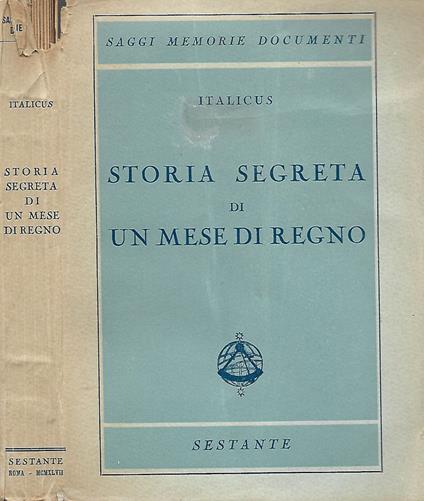 ITALICUS
STORIA
SEGRETA
DI
UN MESE
DI REGNO
SESTANTE
ROMA - MCMXLVII
SAGGI MEMORIE DOCUMENTI
ITALICUS
STORIA SEGRETA
DI
UN MESE DI REGNO
SESTANTE